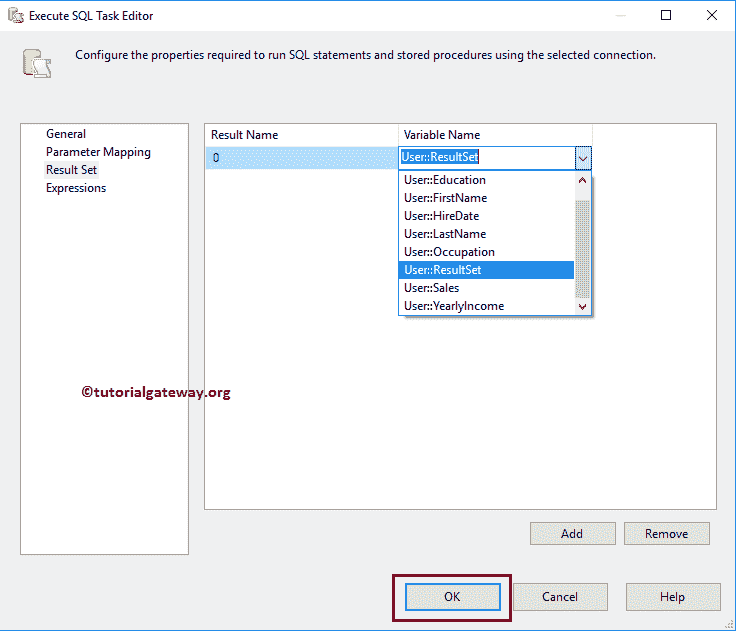 Execute SQL Task Editor
Configure the properties required to run SQL statements and stored procedures using the selected connection.
General
Parameter Mapping
Result Set
Expressions
Result Name Variable Name
0 User::ResultSet
User::Education
User::FirstName
User::HireDate
User::LastName
User::Occupation
User::ResultSet
User::Sales
User::YearlyIncome
©tutorialgateway.org
Add Remove
OK Cancel Help